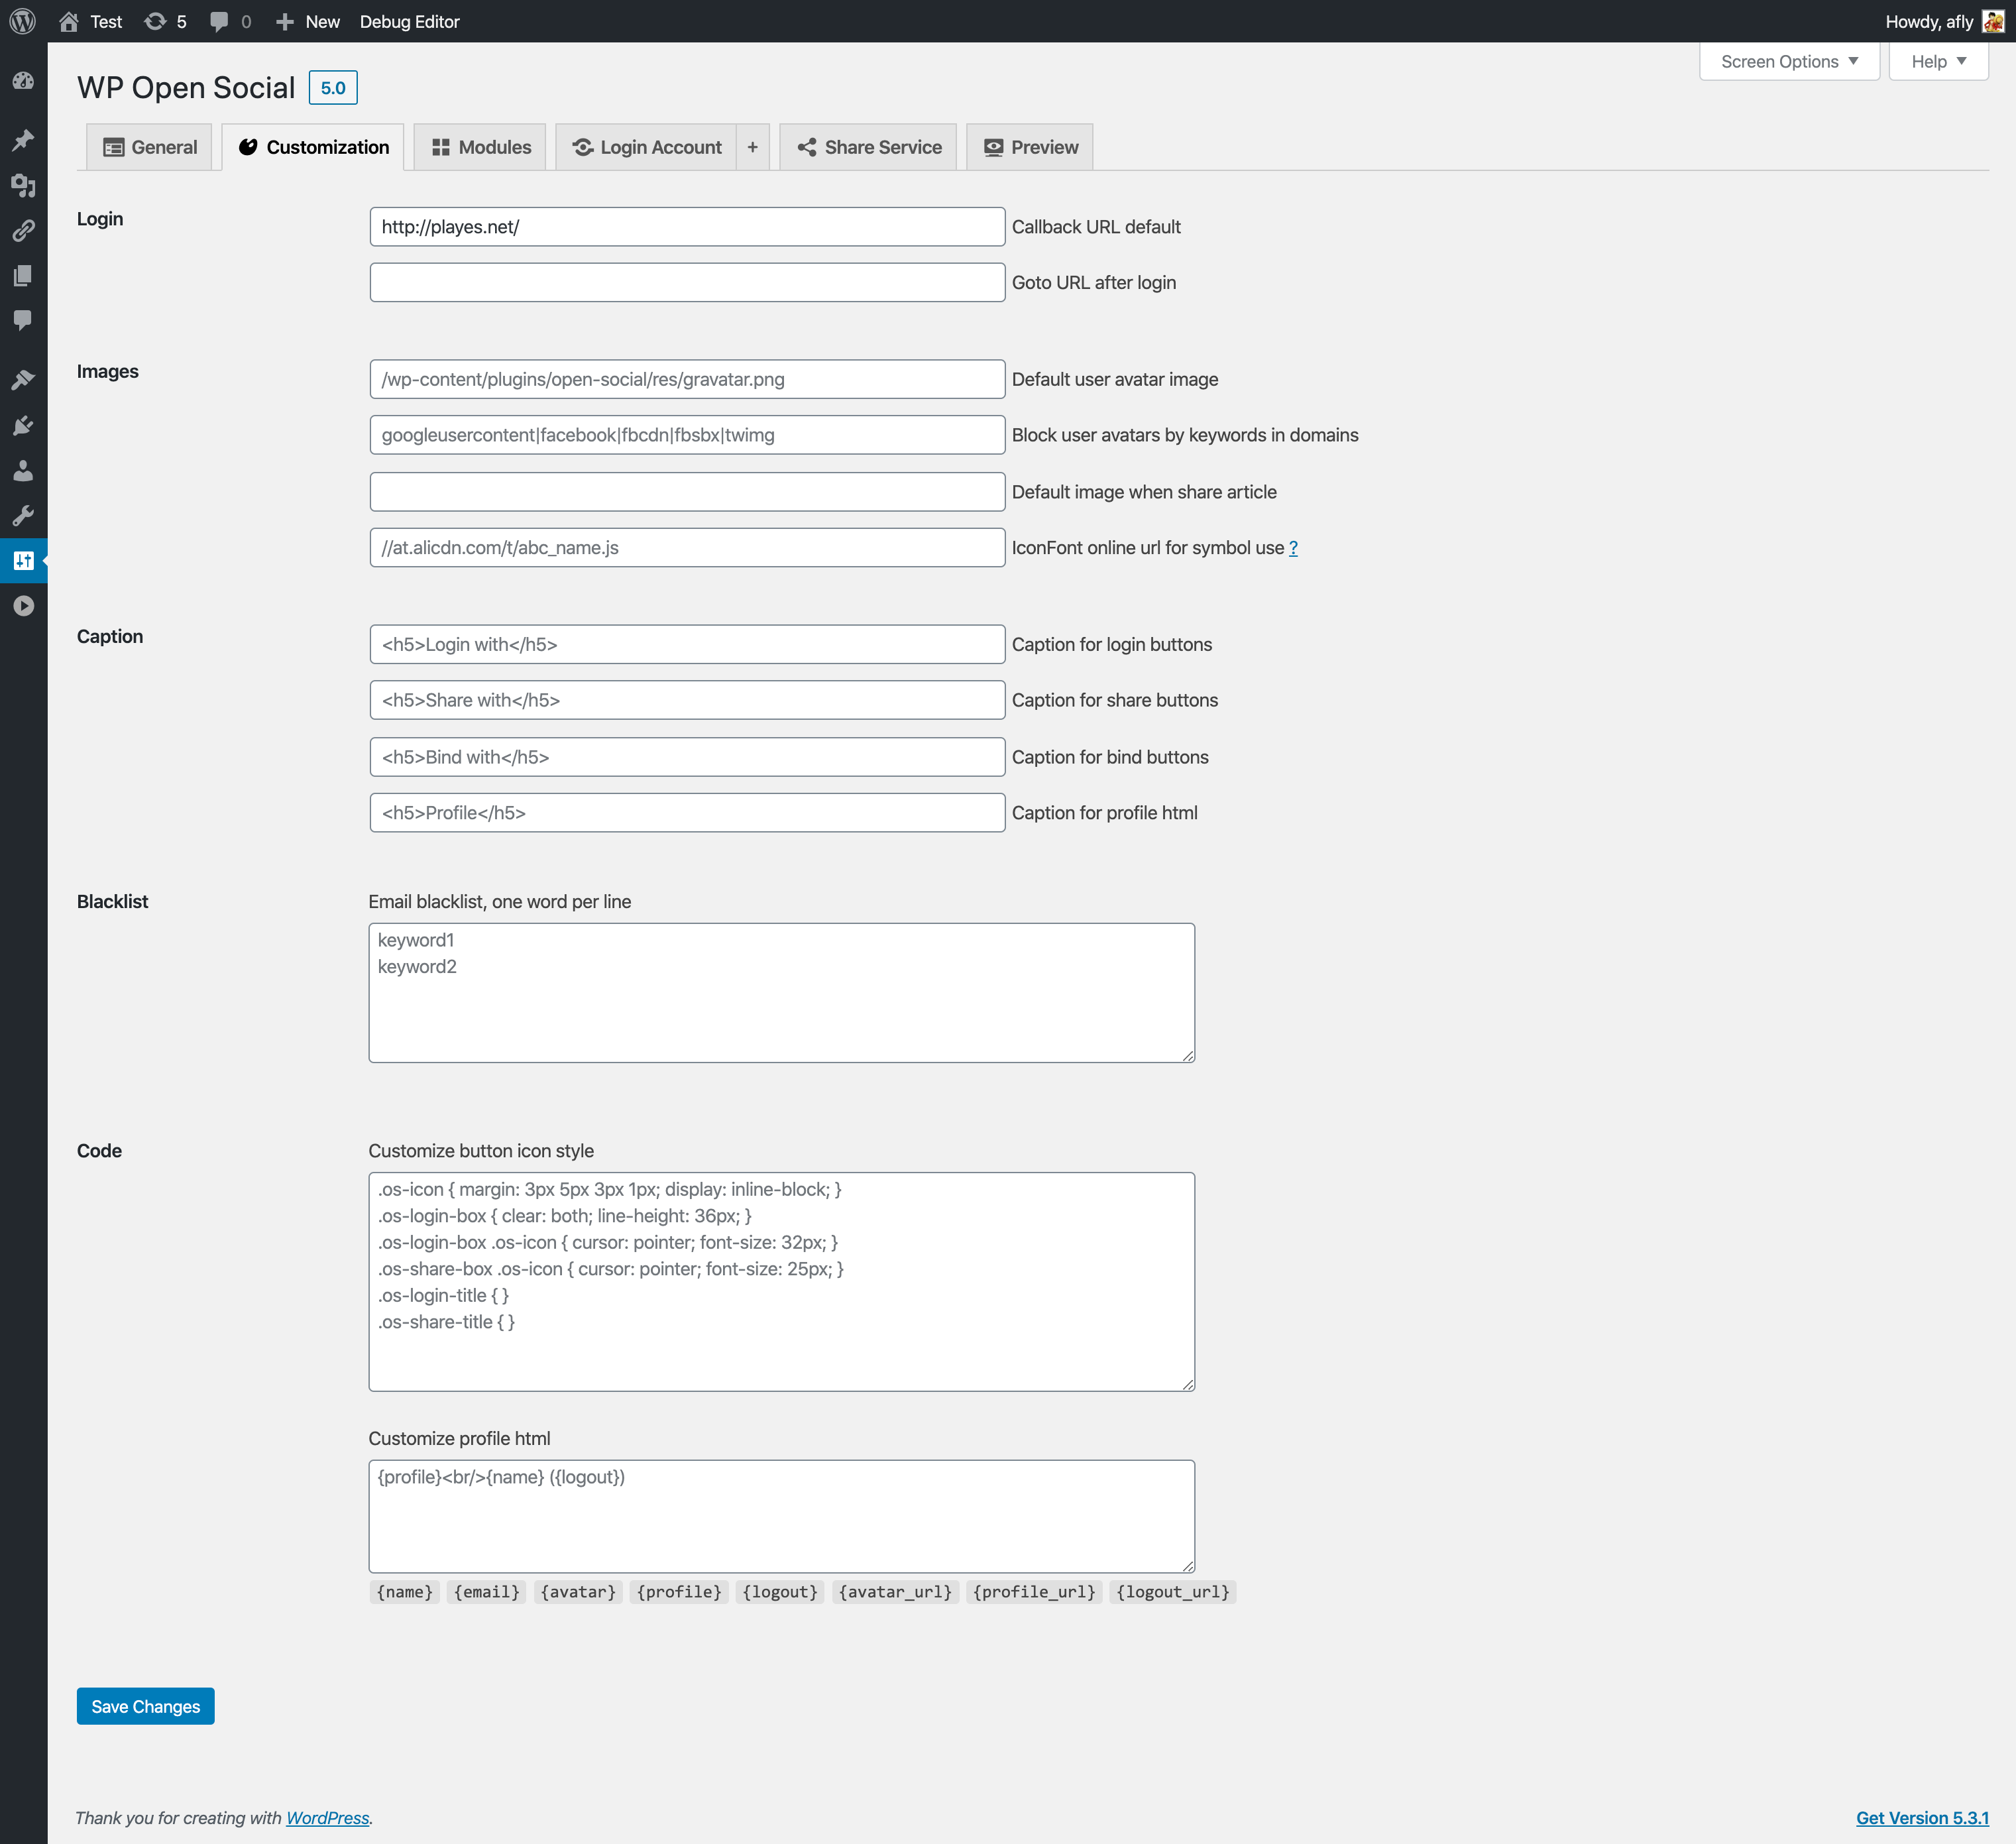 Test 5 0 New Debug Editor Howdy, afly
Screen Options Help
WP Open Social 5.0
General Customization Modules Login Account + Share Service Preview
Login
http://playes.net/ Callback URL default
Goto URL after login
Images
/wp-content/plugins/open-social/res/gravatar.png Default user avatar image
googleusercontent|facebook|fbcdn|fbsbx|twimg Block user avatars by keywords in domains
Default image when share article
//at.alicdn.com/t/abc_name.js IconFont online url for symbol use ?
Caption
<h5>Login with</h5> Caption for login buttons
<h5>Share with</h5> Caption for share buttons
<h5>Bind with</h5> Caption for bind buttons
<h5>Profile</h5> Caption for profile html
Blacklist
Email blacklist, one word per line
keyword1
keyword2
Code
Customize button icon style
.os-icon { margin: 3px 5px 3px 1px; display: inline-block; }
.os-login-box { clear: both; line-height: 36px; }
.os-login-box .os-icon { cursor: pointer; font-size: 32px; }
.os-share-box .os-icon { cursor: pointer; font-size: 25px; }
.os-login-title { }
.os-share-title { }
Customize profile html
{profile}<br/>{name} ({logout})
{name} {email} {avatar} {profile} {logout} {avatar_url} {profile_url} {logout_url}
Save Changes
Thank you for creating with WordPress. Get Version 5.3.1